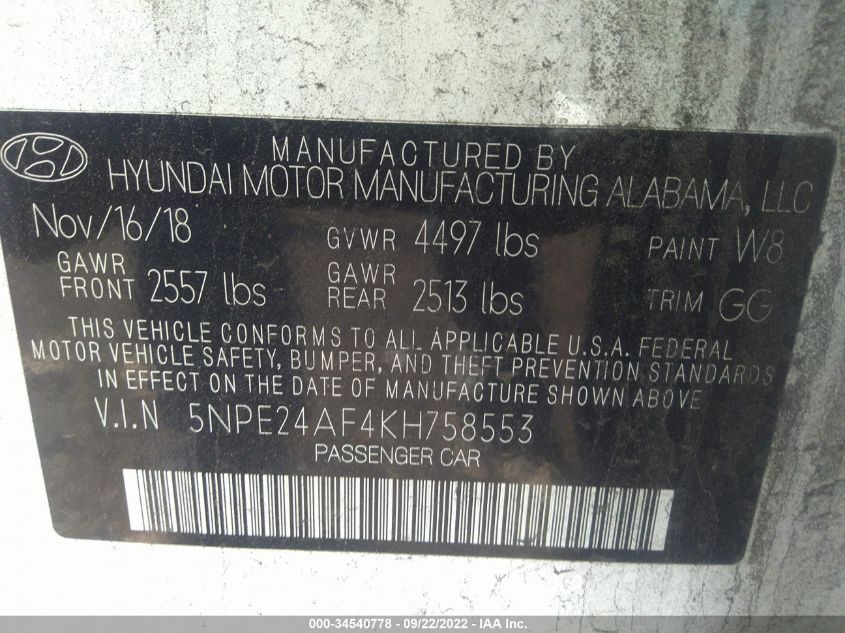 MANUFACTURED BY
HYUNDAI MOTOR MANUFACTURING ALABAMA, LLC
Nov/16/18 GVWR 4497 lbs PAINT W8
GAWR FRONT 2557 lbs GAWR REAR 2513 lbs TRIM GG
THIS VEHICLE CONFORMS TO ALL APPLICABLE U.S.A. FEDERAL
MOTOR VEHICLE SAFETY, BUMPER, AND THEFT PREVENTION STANDARDS
IN EFFECT ON THE DATE OF MANUFACTURE SHOWN ABOVE
V.I.N 5NPE24AF4KH758553
PASSENGER CAR
000-34540778 - 09/22/2022 - IAA Inc.